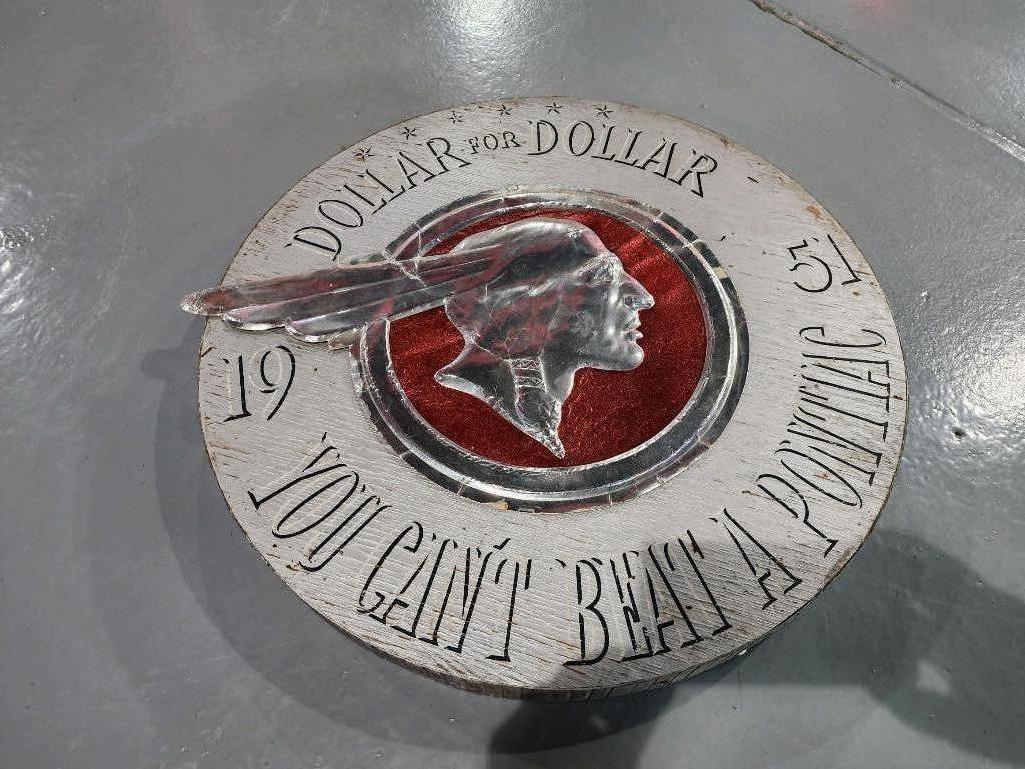 DOLLAR FOR DOLLAR
19 51
YOU CAN'T BEAT A PONTIAC